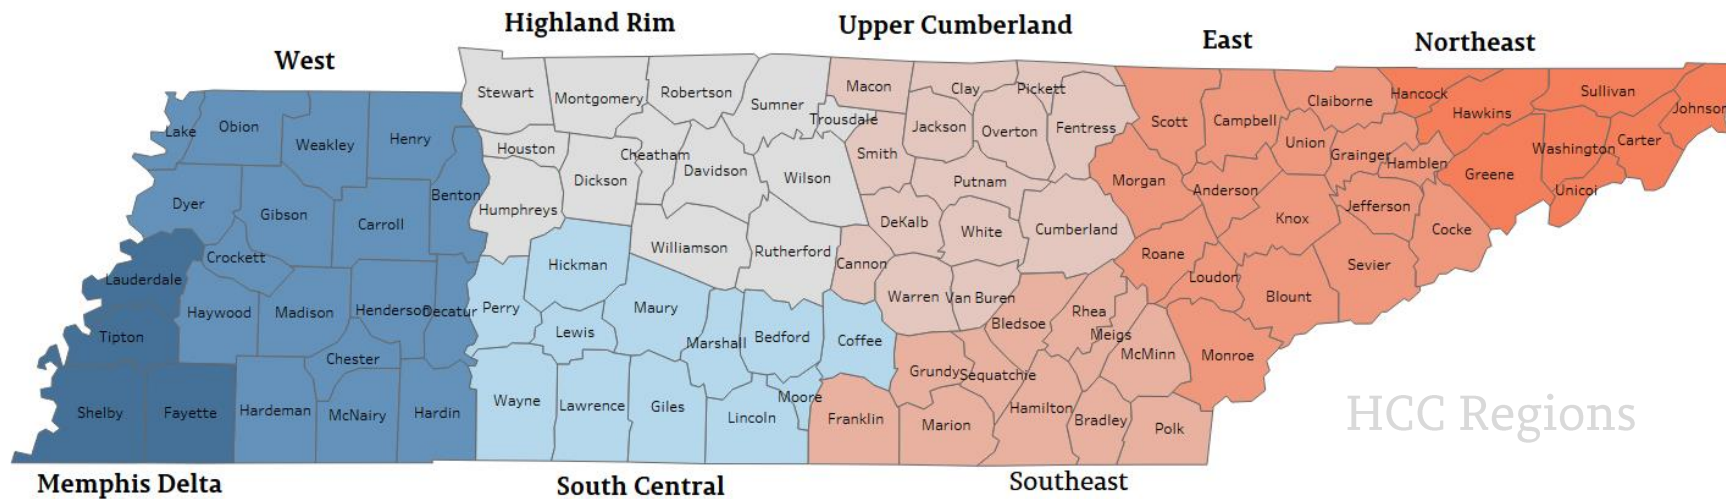 Highland Rim
Upper Cumberland
East
Northeast
West
Stewart
Montgomery
Robertson
Sumner
Macon
Clay
Pickett
Trousdale
Jackson
Overton
Fentress
Scott
Campbell
Claiborne
Hancock
Hawkins
Sullivan
Johnson
Lake
Obion
Weakley
Henry
Houston
Cheatham
Dickson
Davidson
Wilson
Smith
Putnam
Morgan
Anderson
Union
Grainger
Hamblen
Greene
Washington
Carter
Unicoi
Dyer
Gibson
Carroll
Benton
Humphreys
Williamson
Rutherford
DeKalb
White
Cumberland
Knox
Jefferson
Cocke
Lauderdale
Crockett
Hickman
Cannon
Roane
Loudon
Sevier
Haywood
Madison
Henderson
Decatur
Perry
Maury
Lewis
Marshall
Bedford
Coffee
Warren
Van Buren
Bledsoe
Rhea
Meigs
McMinn
Blount
Monroe
Tipton
Chester
Grundy
Sequatchie
Shelby
Fayette
Hardeman
McNairy
Hardin
Wayne
Lawrence
Giles
Lincoln
Moore
Franklin
Marion
Hamilton
Bradley
Polk
HCC Regions
Memphis Delta
South Central
Southeast